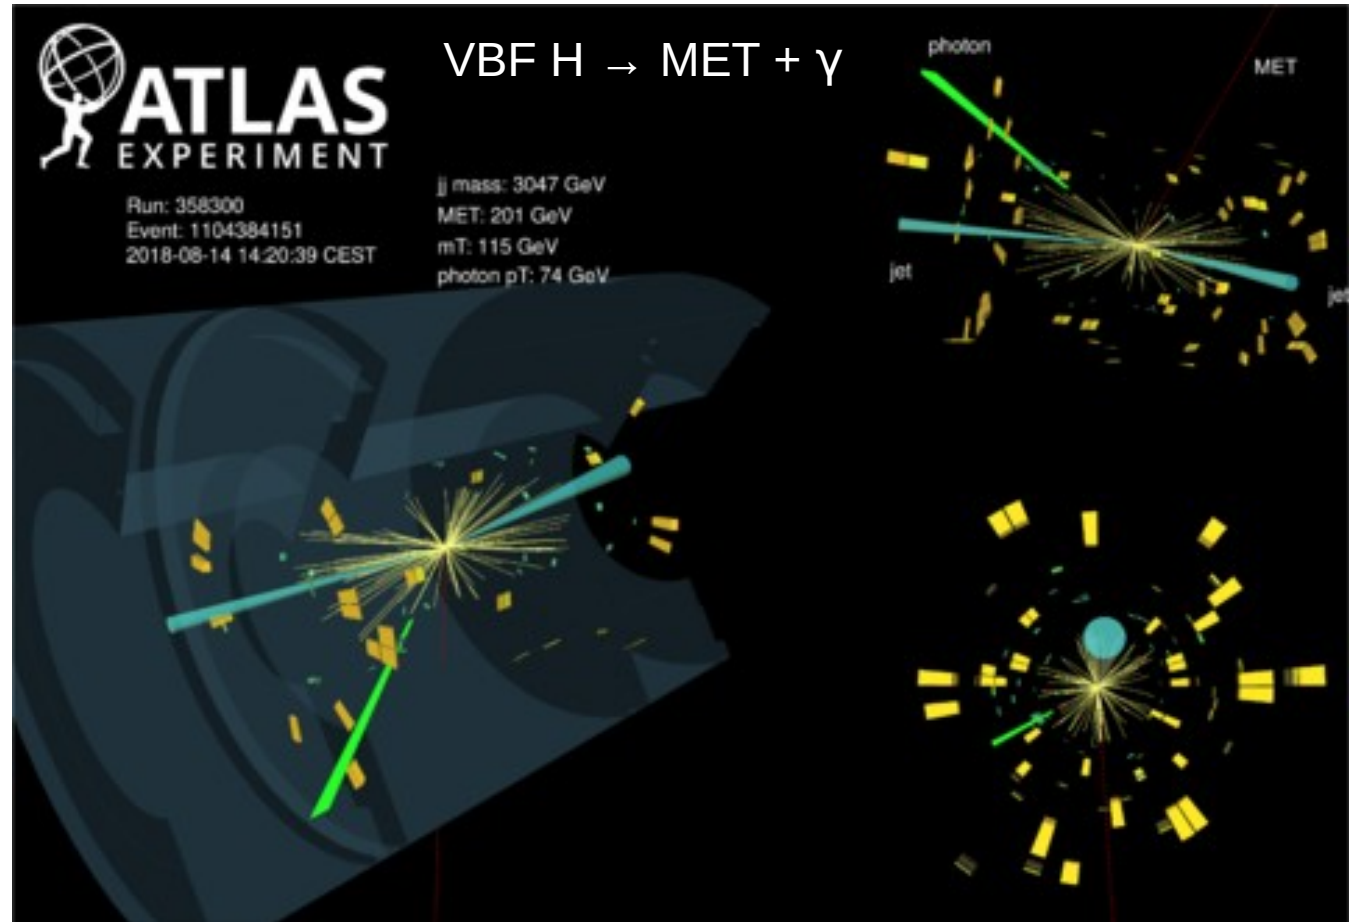 ATLAS
EXPERIMENT
VBF H → MET + γ
Run: 358300
Event: 1104384151
2018-08-14 14:20:39 CEST
jj mass: 3047 GeV
MET: 201 GeV
mT: 115 GeV
photon pT: 74 GeV
photon
MET
jet
jet